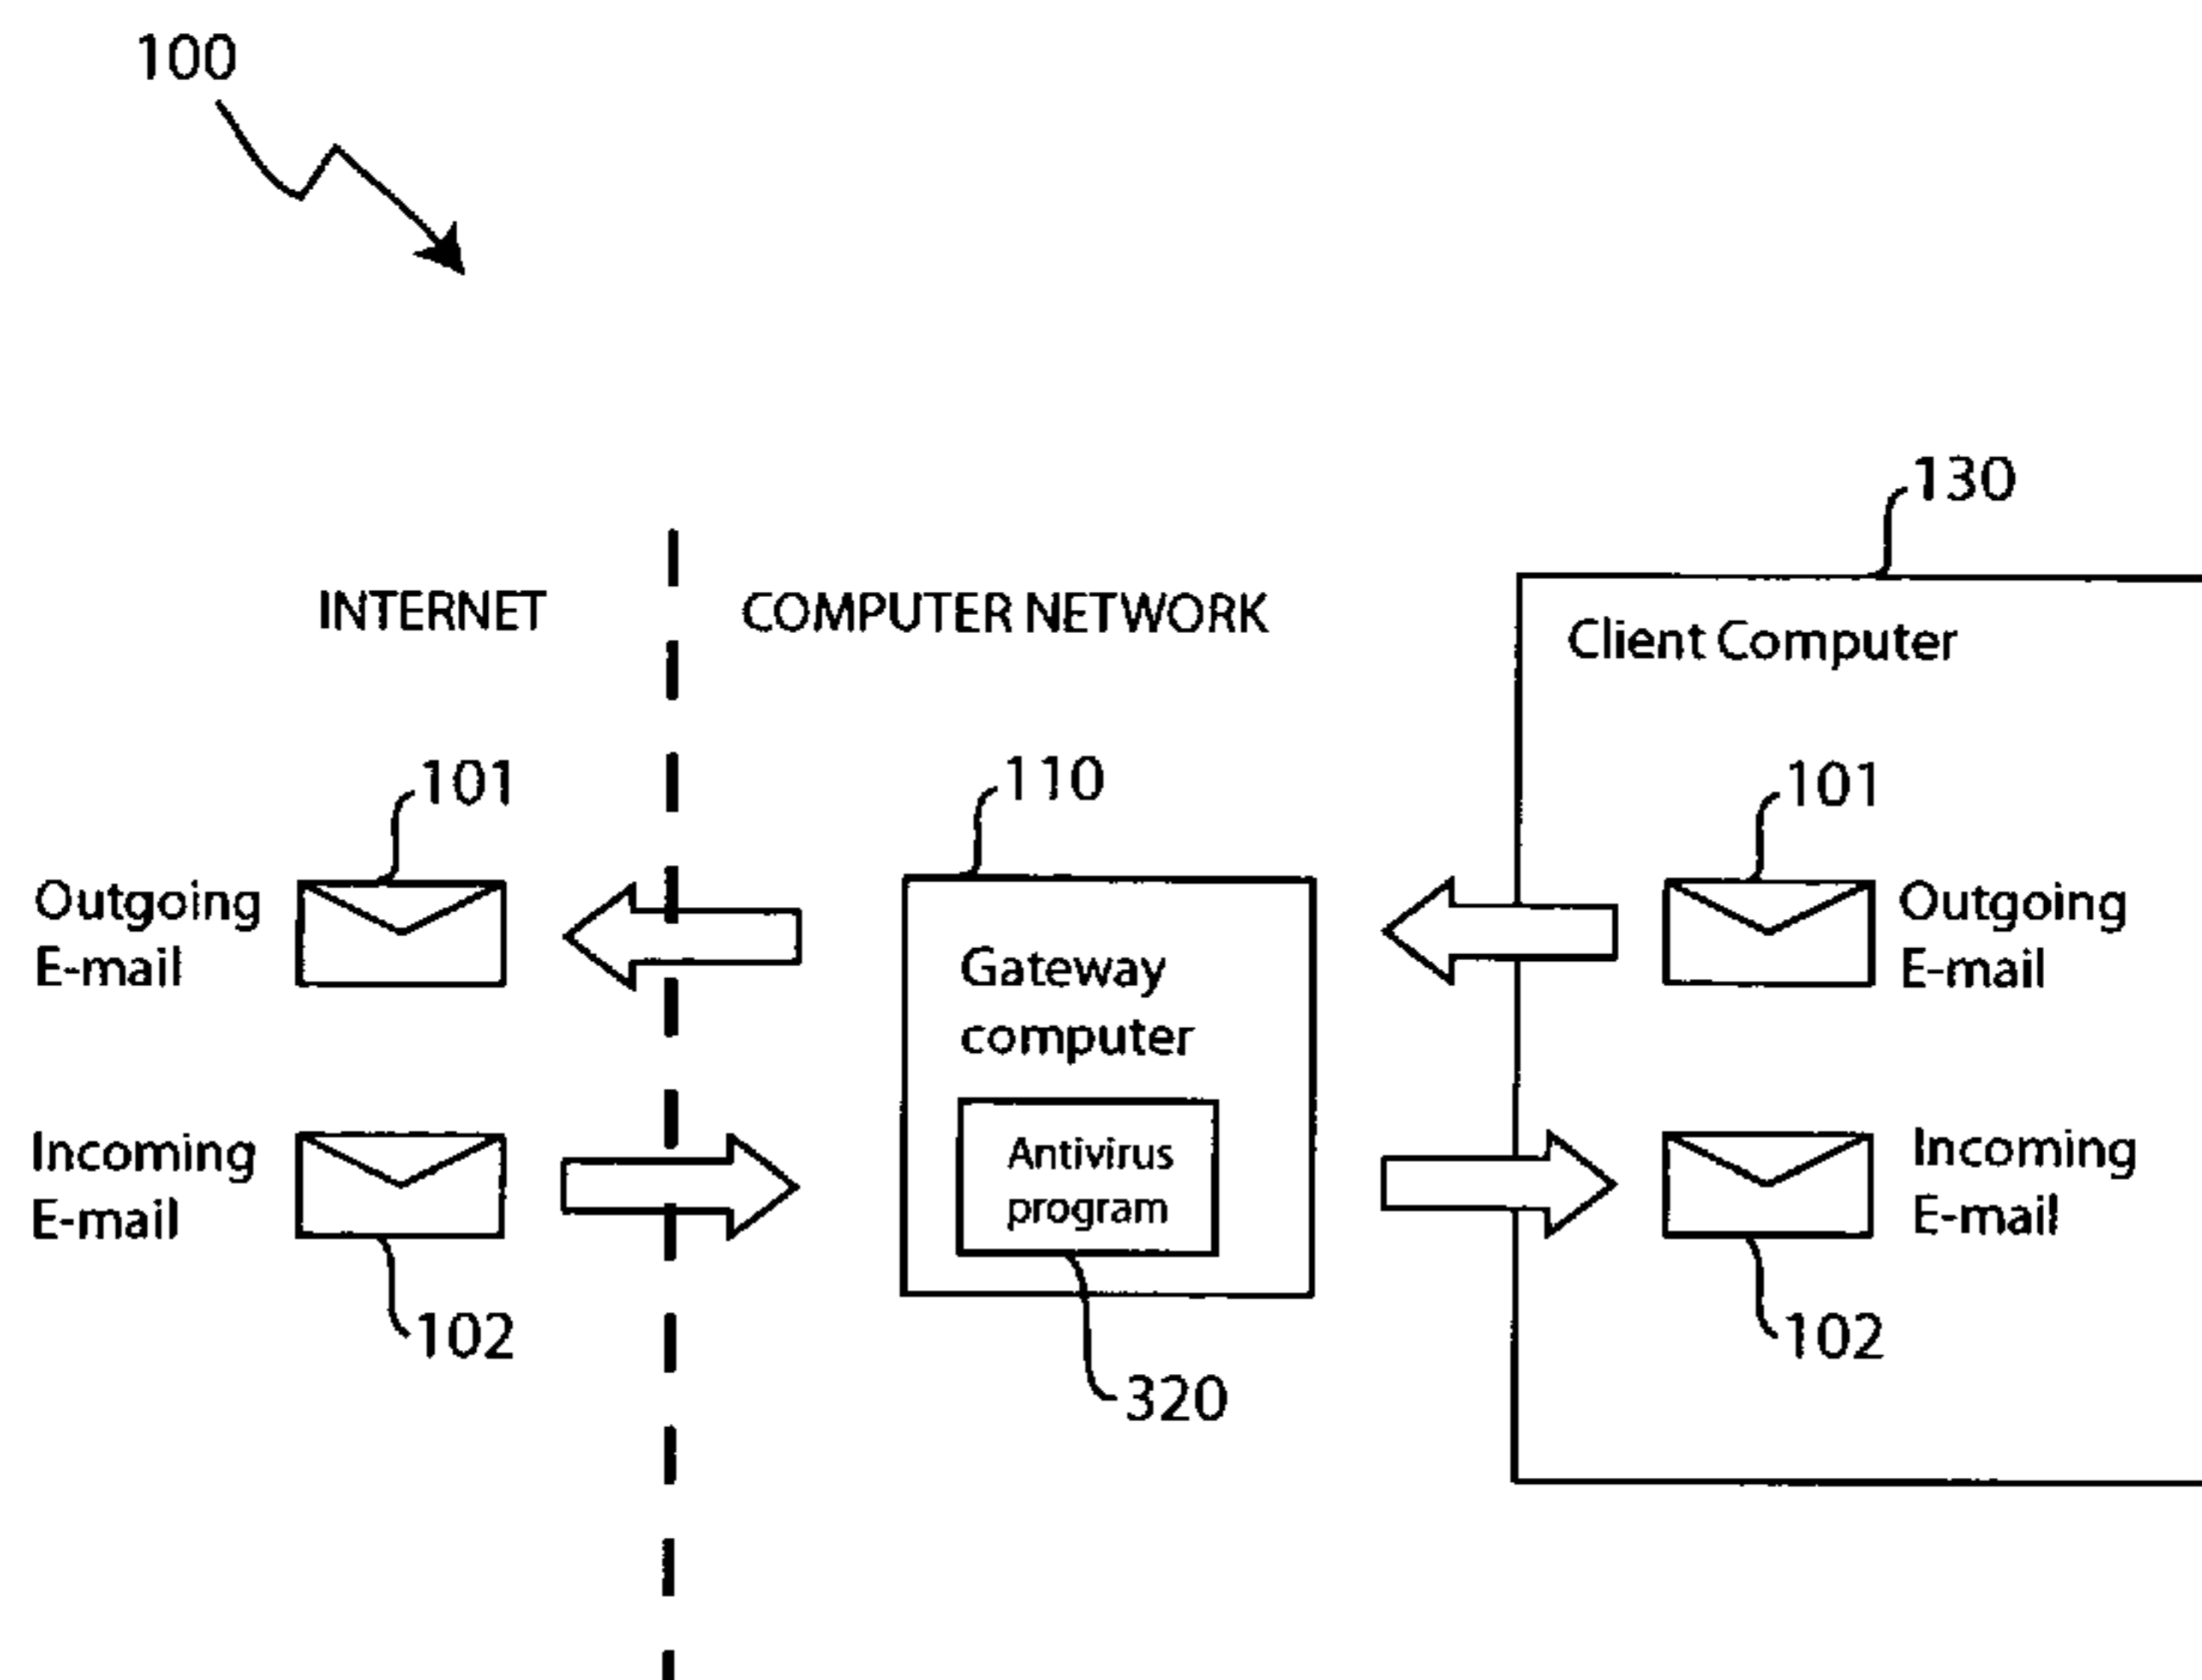 100
130
INTERNET
COMPUTER NETWORK
Client Computer
101
110
101
Outgoing
E-mail
Gateway
computer
Outgoing
E-mail
Incoming
E-mail
Antivirus
program
Incoming
E-mail
102
320
102